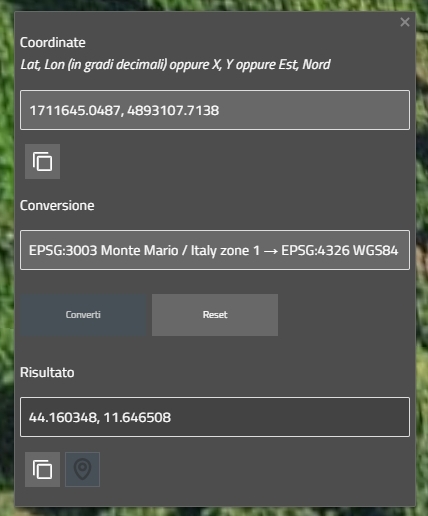 Coordinate
Lat, Lon (in gradi decimali) oppure X, Y oppure Est, Nord
1711645.0487, 4893107.7138
Conversione
EPSG:3003 Monte Mario / Italy zone 1 → EPSG:4326 WGS84
Converti
Reset
Risultato
44.160348, 11.646508